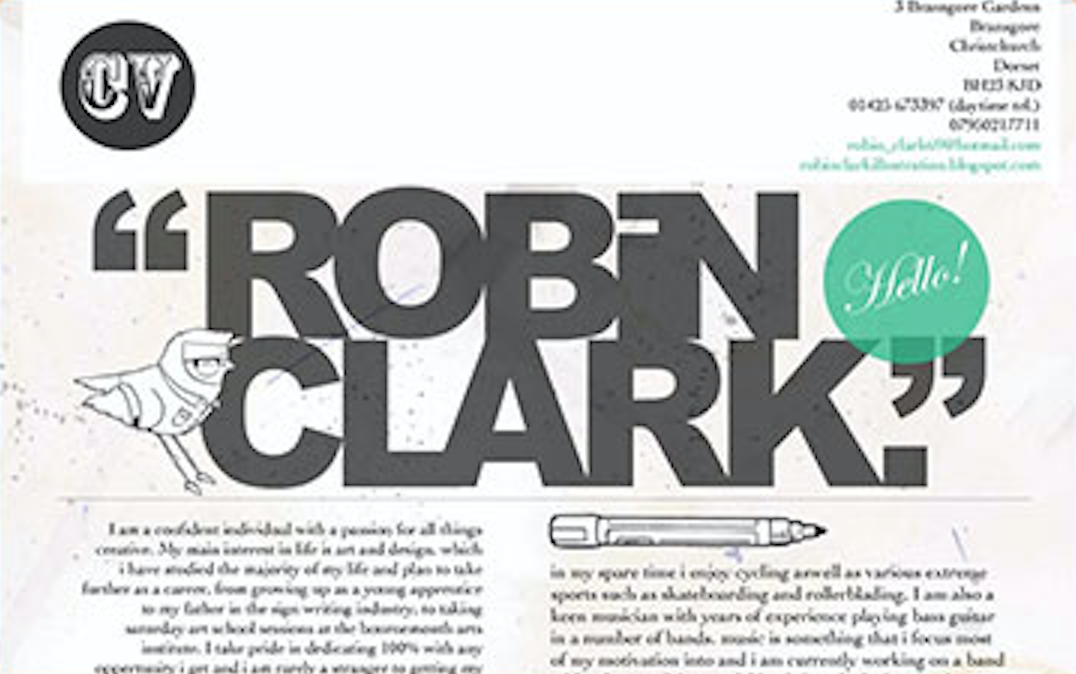 CV
3 Bransgore Gardens
Bransgore
Christchurch
Dorset
BH23 8JD
01425 673397 (daytime tel.)
07950217711
robinclarkillustration.blogspot.com
“ROBIN
Hello!
CLARK.”
I am a confident individual with a passion for all things
creative. My main interest in life is art and design, which
i have studied the majority of my life and plan to take
further as a career, from growing up as a young apprentice
to my father in the sign writing industry, to taking
saturday art school sessions at the bournemouth arts
institute. I take pride in dedicating 100% with any
opportunity i get and i am rarely a stranger to getting my
in my spare time i enjoy cycling aswell as various extreme
sports such as skateboarding and rollerblading. I am also a
keen musician with years of experience playing bass guitar
in a number of bands. music is something that i focus most
of my motivation into and i am currently working on a band